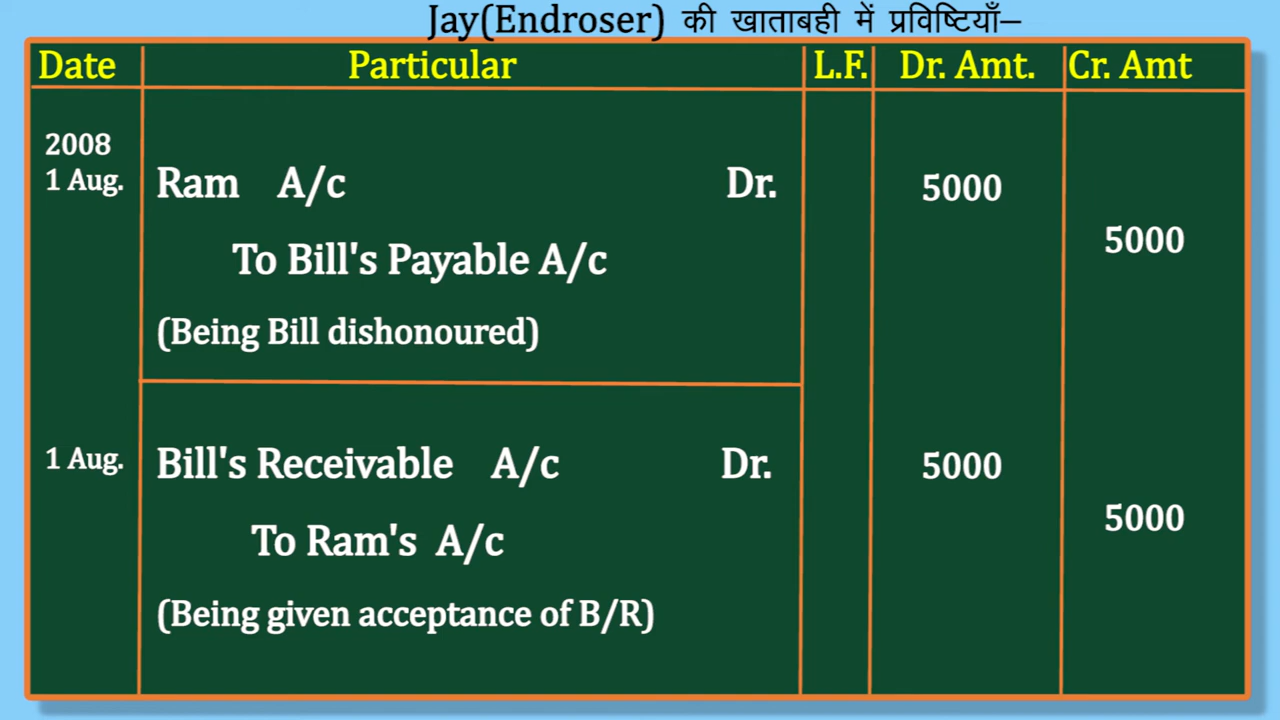 Jay(Endroser) की खाताबही में प्रविष्टियाँ–
Date Particular L.F. Dr. Amt. Cr. Amt
2008
1 Aug. Ram A/c Dr. 5000
To Bill's Payable A/c 5000
(Being Bill dishonoured)
1 Aug. Bill's Receivable A/c Dr. 5000
To Ram's A/c 5000
(Being given acceptance of B/R)